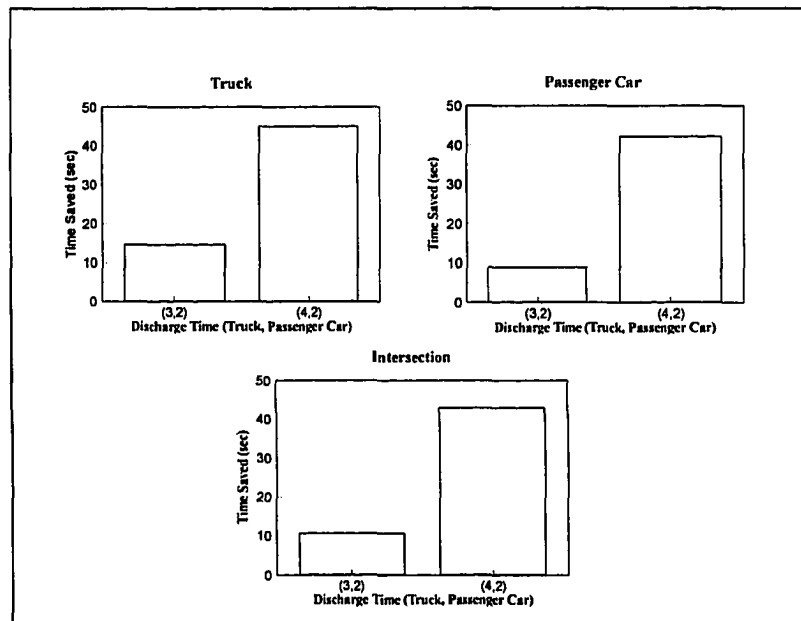 Truck
50
40
30
20
10
0
Time Saved (sec)
(3,2) (4,2)
Discharge Time (Truck, Passenger Car)
Passenger Car
50
40
30
20
10
0
Time Saved (sec)
(3,2) (4,2)
Discharge Time (Truck, Passenger Car)
Intersection
50
40
30
20
10
0
Time Saved (sec)
(3,2) (4,2)
Discharge Time (Truck, Passenger Car)